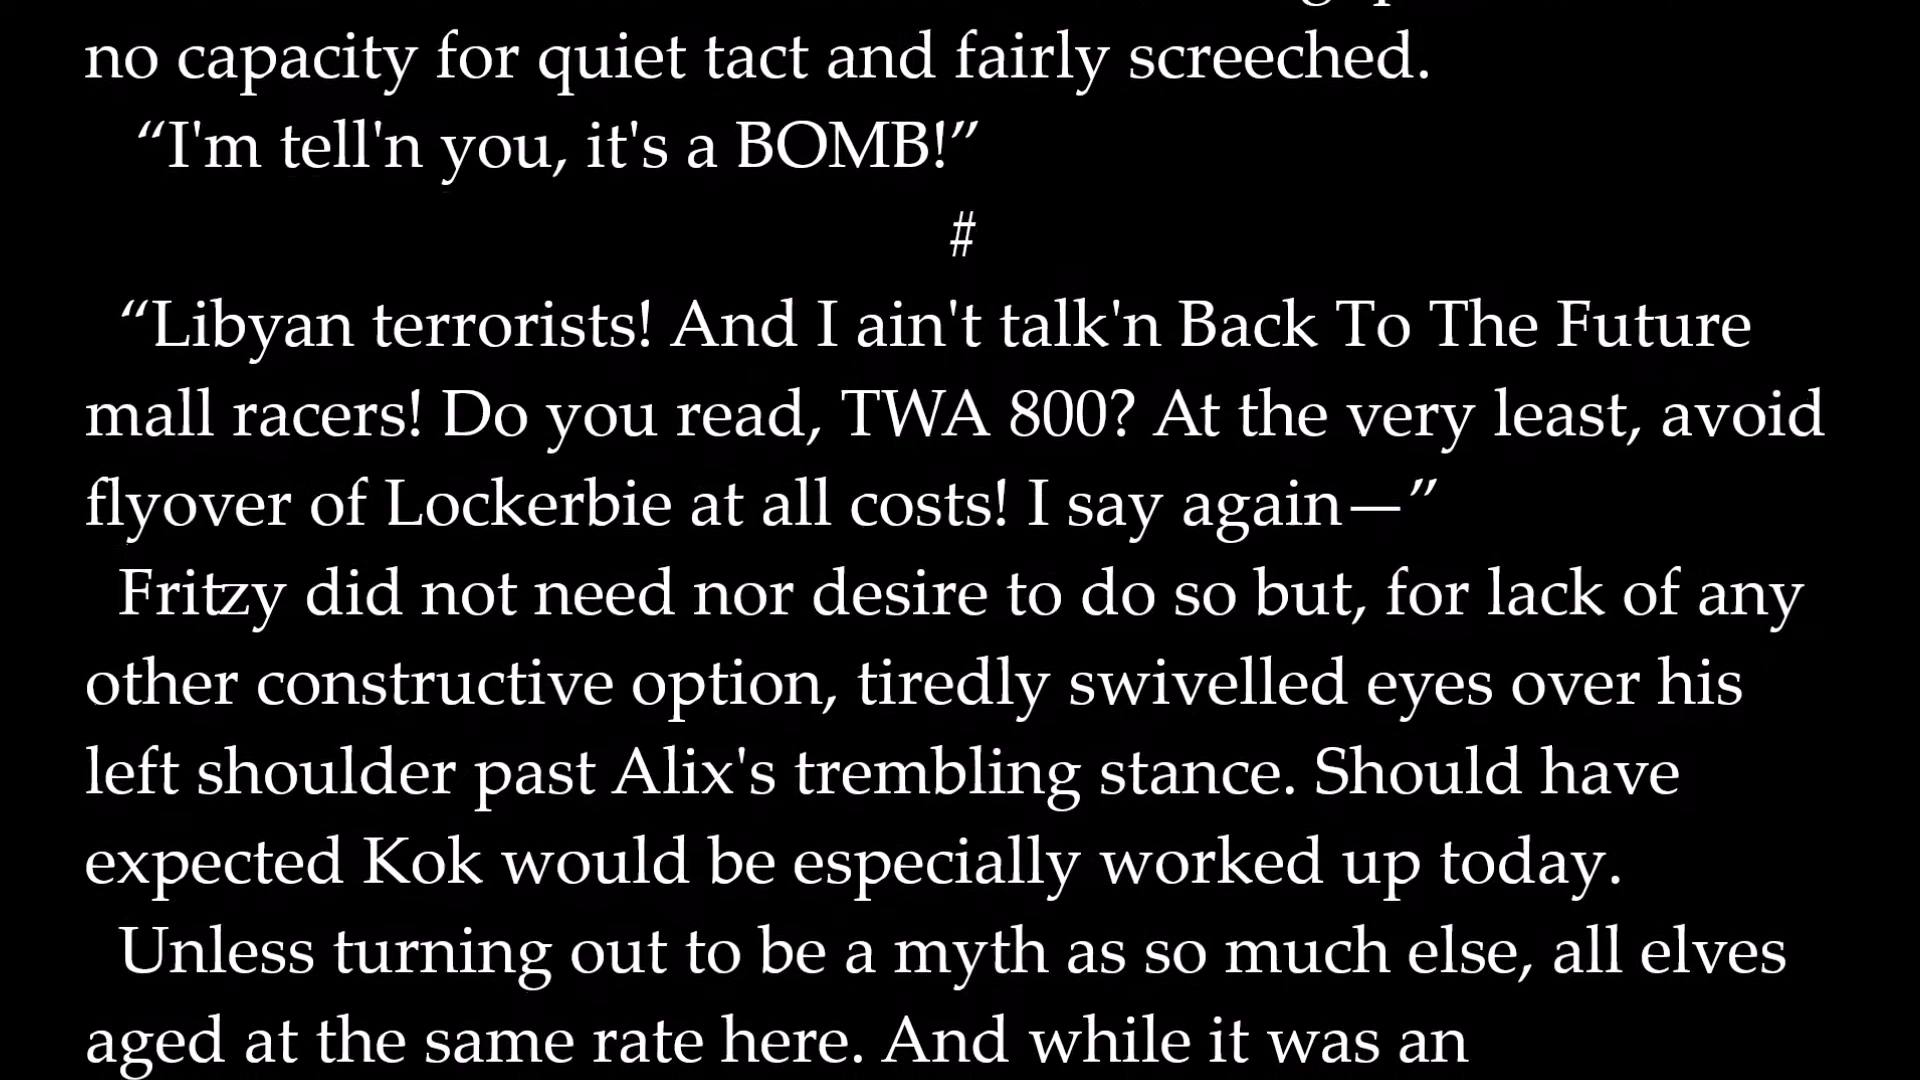 no capacity for quiet tact and fairly screeched.
“I'm tell'n you, it's a BOMB!”
#
“Libyan terrorists! And I ain't talk'n Back To The Future
mall racers! Do you read, TWA 800? At the very least, avoid
flyover of Lockerbie at all costs! I say again—”
Fritzy did not need nor desire to do so but, for lack of any
other constructive option, tiredly swivelled eyes over his
left shoulder past Alix's trembling stance. Should have
expected Kok would be especially worked up today.
Unless turning out to be a myth as so much else, all elves
aged at the same rate here. And while it was an